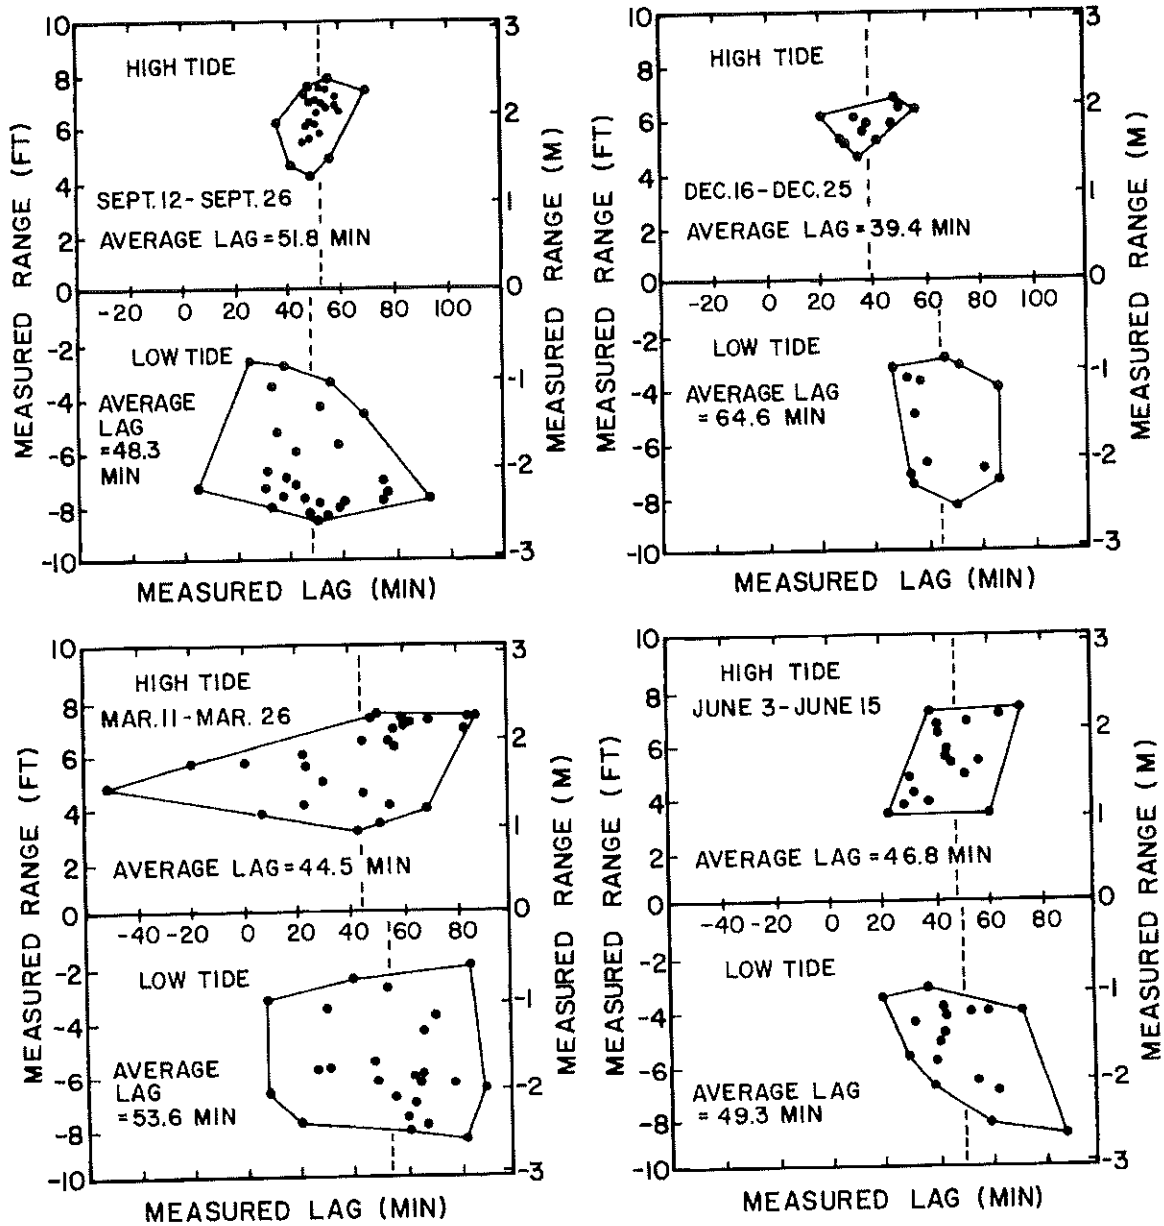 10
8
6
4
2
0
-2
-4
-6
-8
-10
MEASURED RANGE (FT)
HIGH TIDE
SEPT. 12 - SEPT. 26
AVERAGE LAG = 51.8 MIN
-20 0 20 40 60 80 100
LOW TIDE
AVERAGE
LAG
=48.3
MIN
3
2
1
0
-1
-2
-3
MEASURED RANGE (M)
MEASURED LAG (MIN)
10
8
6
4
2
0
-2
-4
-6
-8
-10
MEASURED RANGE (FT)
HIGH TIDE
DEC. 16 - DEC. 25
AVERAGE LAG = 39.4 MIN
-20 0 20 40 60 80 100
LOW TIDE
AVERAGE LAG
= 64.6 MIN
3
2
1
0
-1
-2
-3
MEASURED RANGE (M)
MEASURED LAG (MIN)
10
8
6
4
2
0
-2
-4
-6
-8
-10
MEASURED RANGE (FT)
HIGH TIDE
MAR. 11 - MAR. 26
AVERAGE LAG = 44.5 MIN
-40 -20 0 20 40 60 80
LOW TIDE
AVERAGE
LAG
= 53.6 MIN
3
2
1
0
-1
-2
-3
MEASURED RANGE (M)
MEASURED LAG (MIN)
10
8
6
4
2
0
-2
-4
-6
-8
-10
MEASURED RANGE (FT)
HIGH TIDE
JUNE 3 - JUNE 15
AVERAGE LAG = 46.8 MIN
-40 -20 0 20 40 60 80
LOW TIDE
AVERAGE LAG
= 49.3 MIN
3
2
1
0
-1
-2
-3
MEASURED RANGE (M)
MEASURED LAG (MIN)